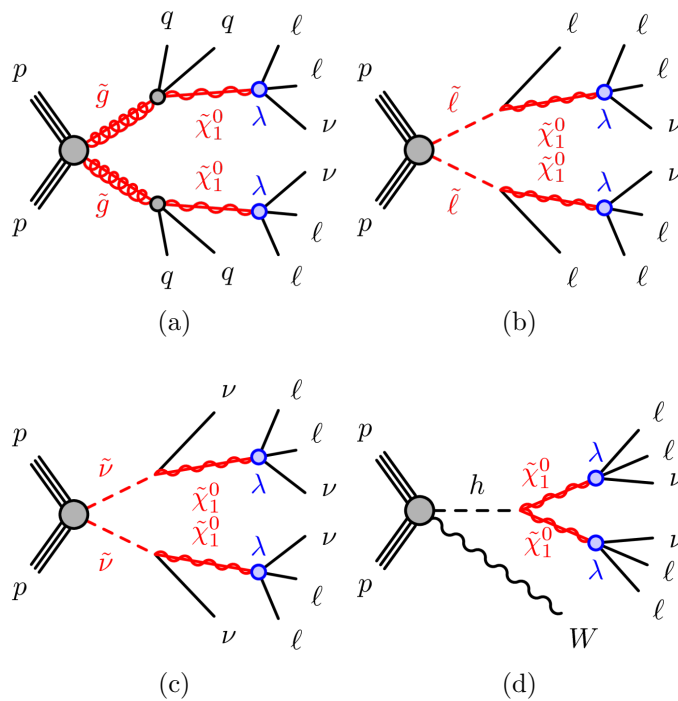 q q ℓ ℓ
p ℓ p ℓ
g̃ ℓ̃
ν ν
χ̃₁⁰ λ χ̃₁⁰ λ
χ̃₁⁰ λ ν χ̃₁⁰ λ ν
g̃ ℓ̃
p ℓ p ℓ
q q ℓ ℓ ℓ
(a) (b)
ν ℓ
p ℓ p ℓ
ℓ
ν̃ χ̃₁⁰ λ ν h χ̃₁⁰ λ ν
ν̃ χ̃₁⁰ λ ν χ̃₁⁰ λ ν
p ℓ p ℓ
ν ℓ W ℓ
(c) (d)